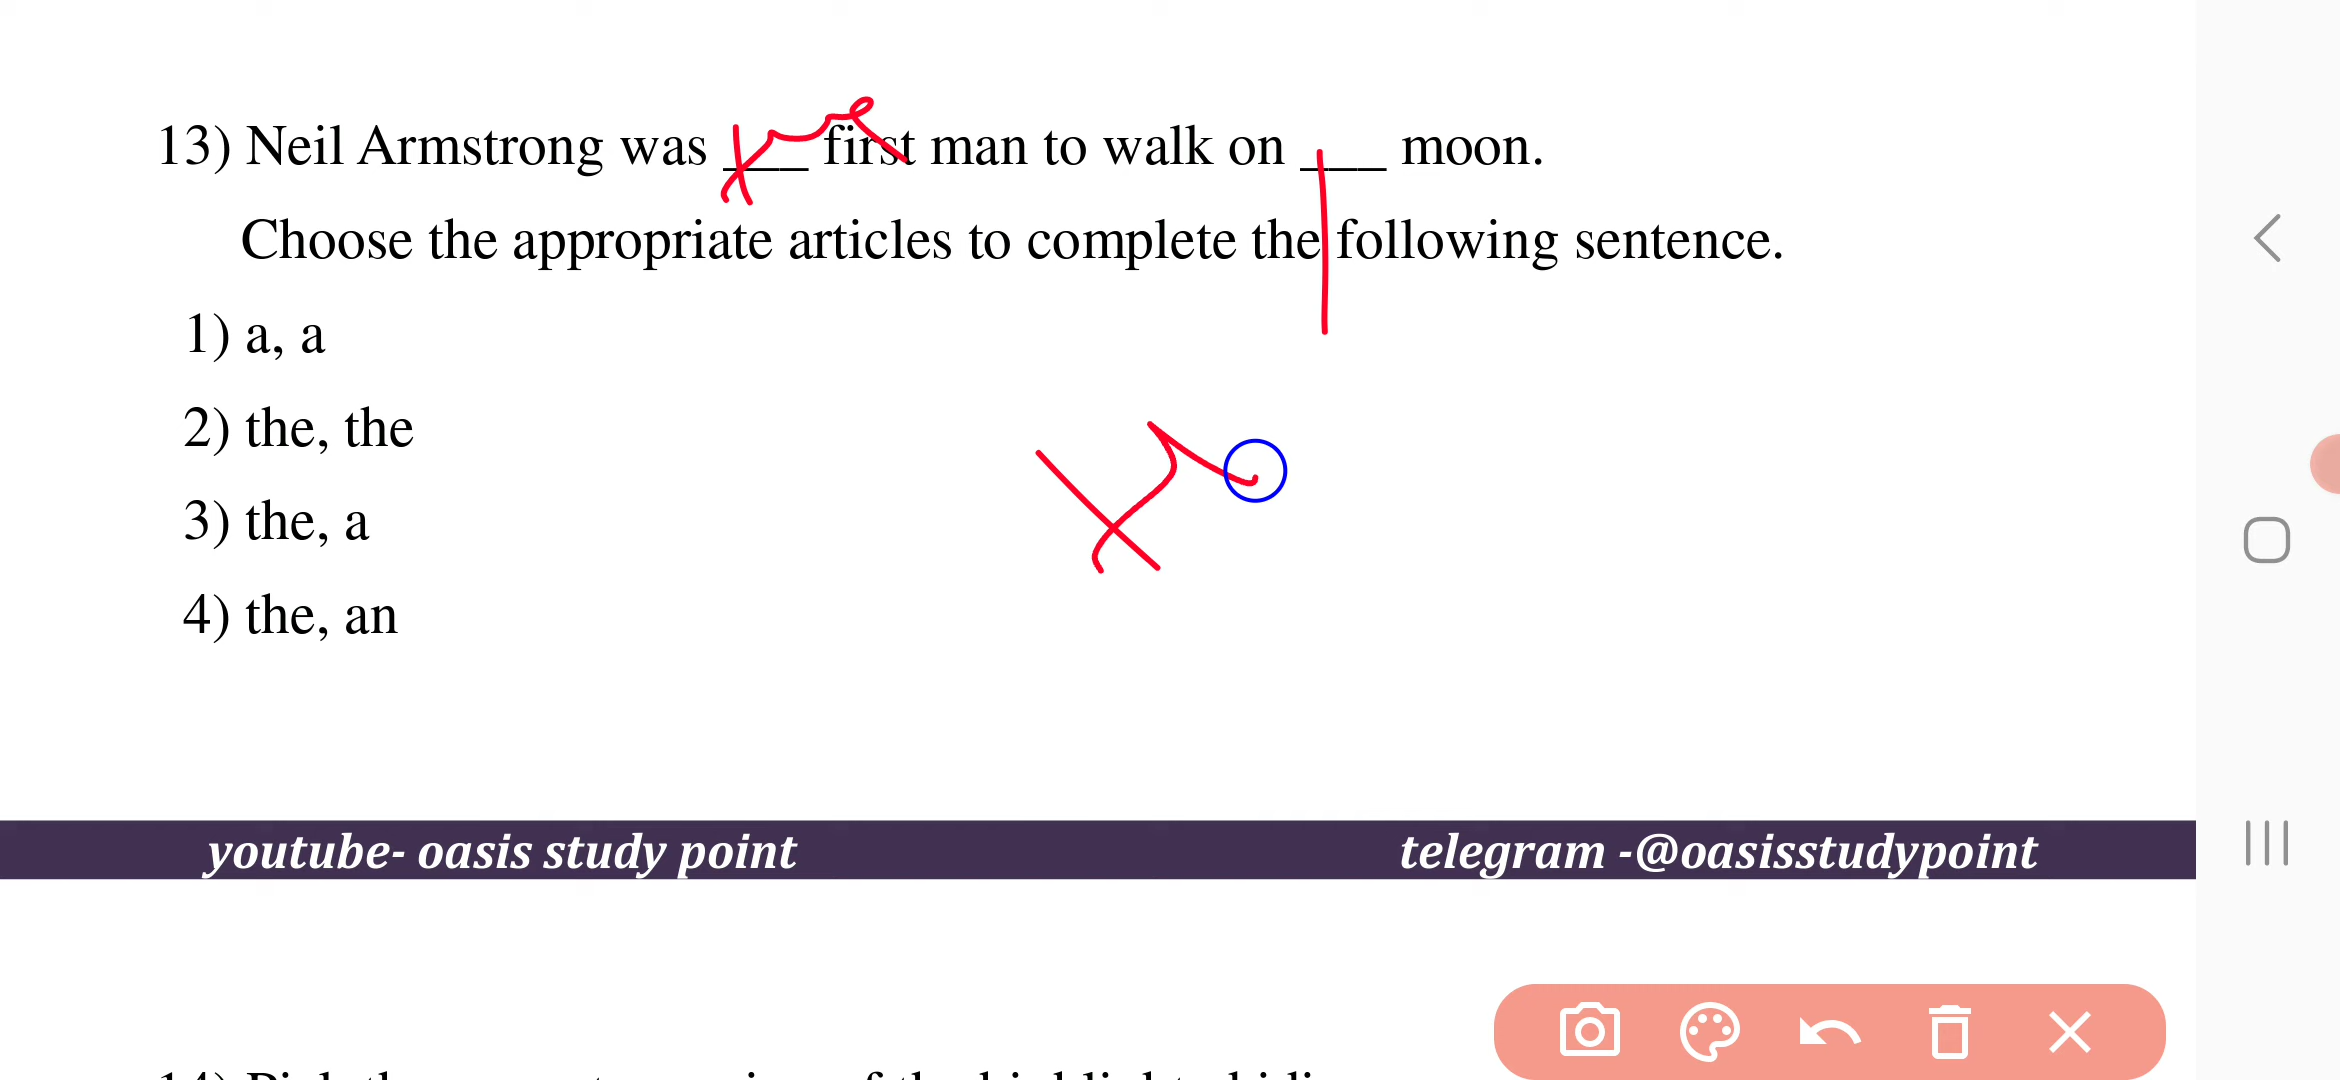 13) Neil Armstrong was ___ first man to walk on ___ moon.
Choose the appropriate articles to complete the following sentence.
1) a, a
2) the, the
3) the, a
4) the, an
youtube- oasis study point
telegram -@oasisstudypoint